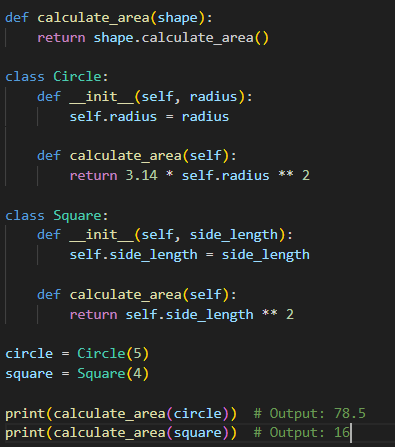 def calculate_area(shape):
    return shape.calculate_area()

class Circle:
    def __init__(self, radius):
        self.radius = radius

    def calculate_area(self):
        return 3.14 * self.radius ** 2

class Square:
    def __init__(self, side_length):
        self.side_length = side_length

    def calculate_area(self):
        return self.side_length ** 2

circle = Circle(5)
square = Square(4)

print(calculate_area(circle))  # Output: 78.5
print(calculate_area(square))  # Output: 16